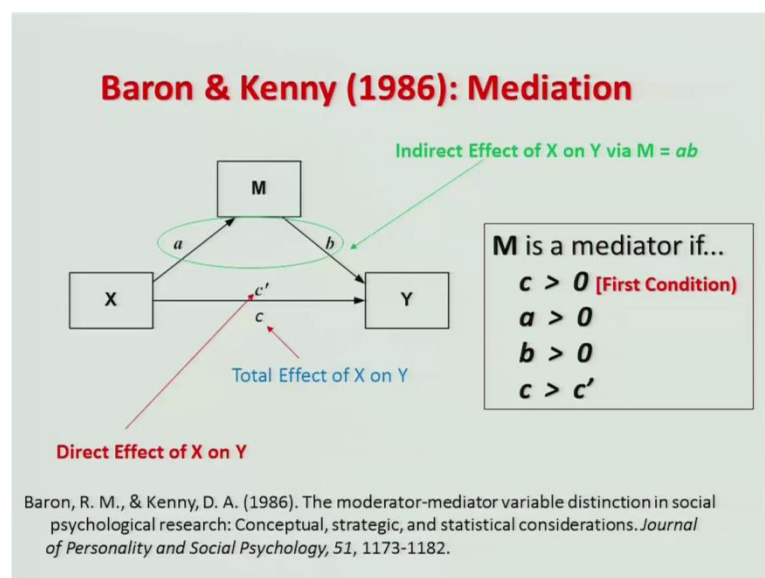 Baron & Kenny (1986): Mediation
Indirect Effect of X on Y via M = ab
M
a
b
X
c'
Y
c
Total Effect of X on Y
Direct Effect of X on Y
M is a mediator if...
c > 0 [First Condition)
a > 0
b > 0
c > c'
Baron, R. M., & Kenny, D. A. (1986). The moderator-mediator variable distinction in social
psychological research: Conceptual, strategic, and statistical considerations. Journal
of Personality and Social Psychology, 51, 1173-1182.